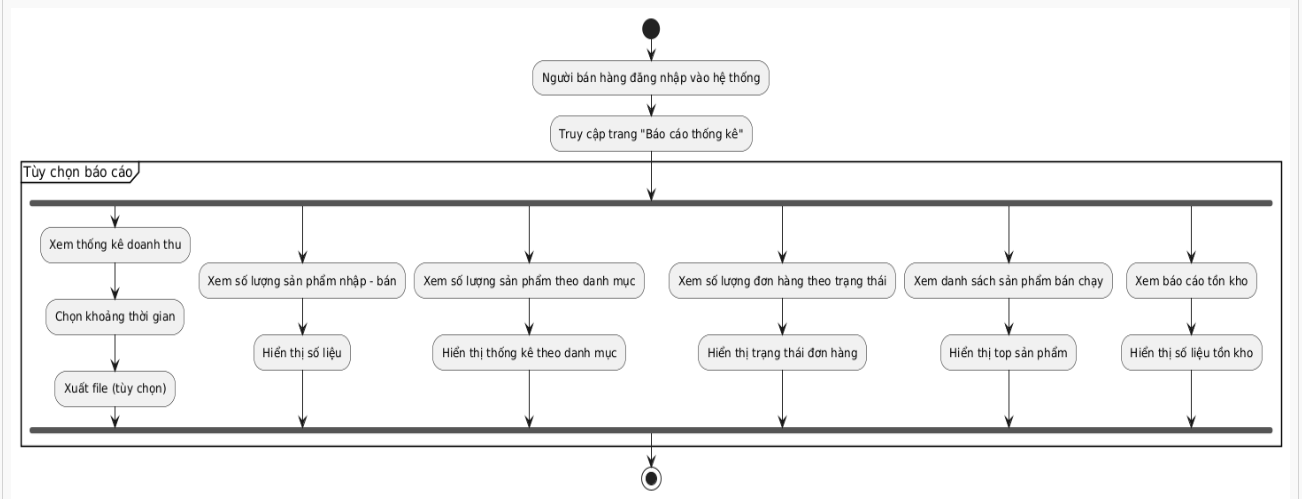 Người bán hàng đăng nhập vào hệ thống
Truy cập trang "Báo cáo thống kê"
Tùy chọn báo cáo
Xem thống kê doanh thu
Chọn khoảng thời gian
Xuất file (tùy chọn)
Xem số lượng sản phẩm nhập - bán
Hiển thị số liệu
Xem số lượng sản phẩm theo danh mục
Hiển thị thống kê theo danh mục
Xem số lượng đơn hàng theo trạng thái
Hiển thị trạng thái đơn hàng
Xem danh sách sản phẩm bán chạy
Hiển thị top sản phẩm
Xem báo cáo tồn kho
Hiển thị số liệu tồn kho